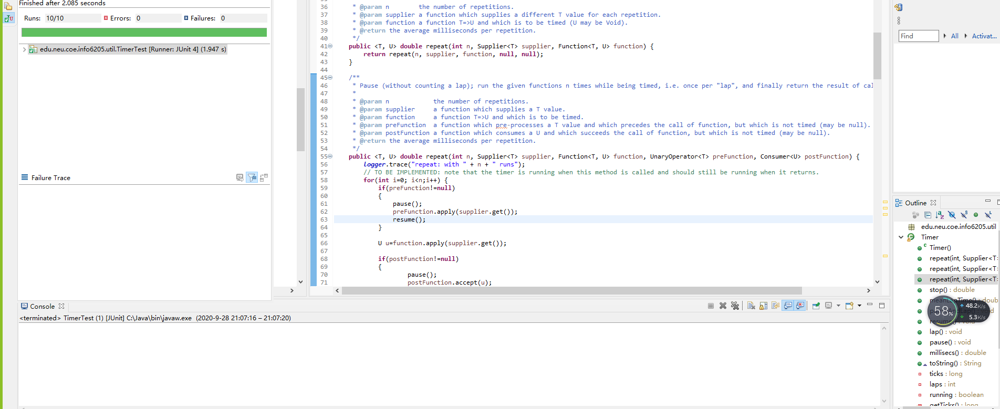 Finished after 2.085 seconds
Runs: 10/10 Errors: 0 Failures: 0
edu.neu.coe.info6205.util.TimerTest [Runner: JUnit 4] (1.947 s)
Failure Trace
36 * @param n the number of repetitions.
37 * @param supplier a function which supplies a different T value for each repetition.
38 * @param function a function T=>U and which is to be timed (U may be Void).
39 * @return the average milliseconds per repetition.
40 */
41 public <T, U> double repeat(int n, Supplier<T> supplier, Function<T, U> function) {
42 return repeat(n, supplier, function, null, null);
43 }
44
45 /**
46 * Pause (without counting a lap); run the given functions n times while being timed, i.e. once per "lap", and finally return the result of cal
47 *
48 * @param n the number of repetitions.
49 * @param supplier a function which supplies a T value.
50 * @param function a function T=>U and which is to be timed.
51 * @param preFunction a function which pre-processes a T value and which precedes the call of function, but which is not timed (may be null).
52 * @param postFunction a function which consumes a U and which succeeds the call of function, but which is not timed (may be null).
53 * @return the average milliseconds per repetition.
54 */
55 public <T, U> double repeat(int n, Supplier<T> supplier, Function<T, U> function, UnaryOperator<T> preFunction, Consumer<U> postFunction) {
56 logger.trace("repeat: with " + n + " runs");
57 // TO BE IMPLEMENTED: note that the timer is running when this method is called and should still be running when it returns.
58 for(int i=0; i<n;i++) {
59 if(preFunction!=null)
60 {
61 pause();
62 preFunction.apply(supplier.get());
63 resume();
64 }
65
66 U u=function.apply(supplier.get());
67
68 if(postFunction!=null)
69 {
70 pause();
71 postFunction.accept(u);
Find All Activat...
Outline
edu.neu.coe.info6205.util
Timer
Timer()
repeat(int, Supplier<T>
repeat(int, Supplier<T>
repeat(int, Supplier<T>
stop() : double
58% 48.2K/s
5.3K/s
lap() : void
pause() : void
millisecs() : double
toString() : String
ticks : long
laps : int
running : boolean
getTicks() : long
Console
<terminated> TimerTest (1) [JUnit] C:\Java\bin\javaw.exe (2020-9-28 21:07:16 – 21:07:20)